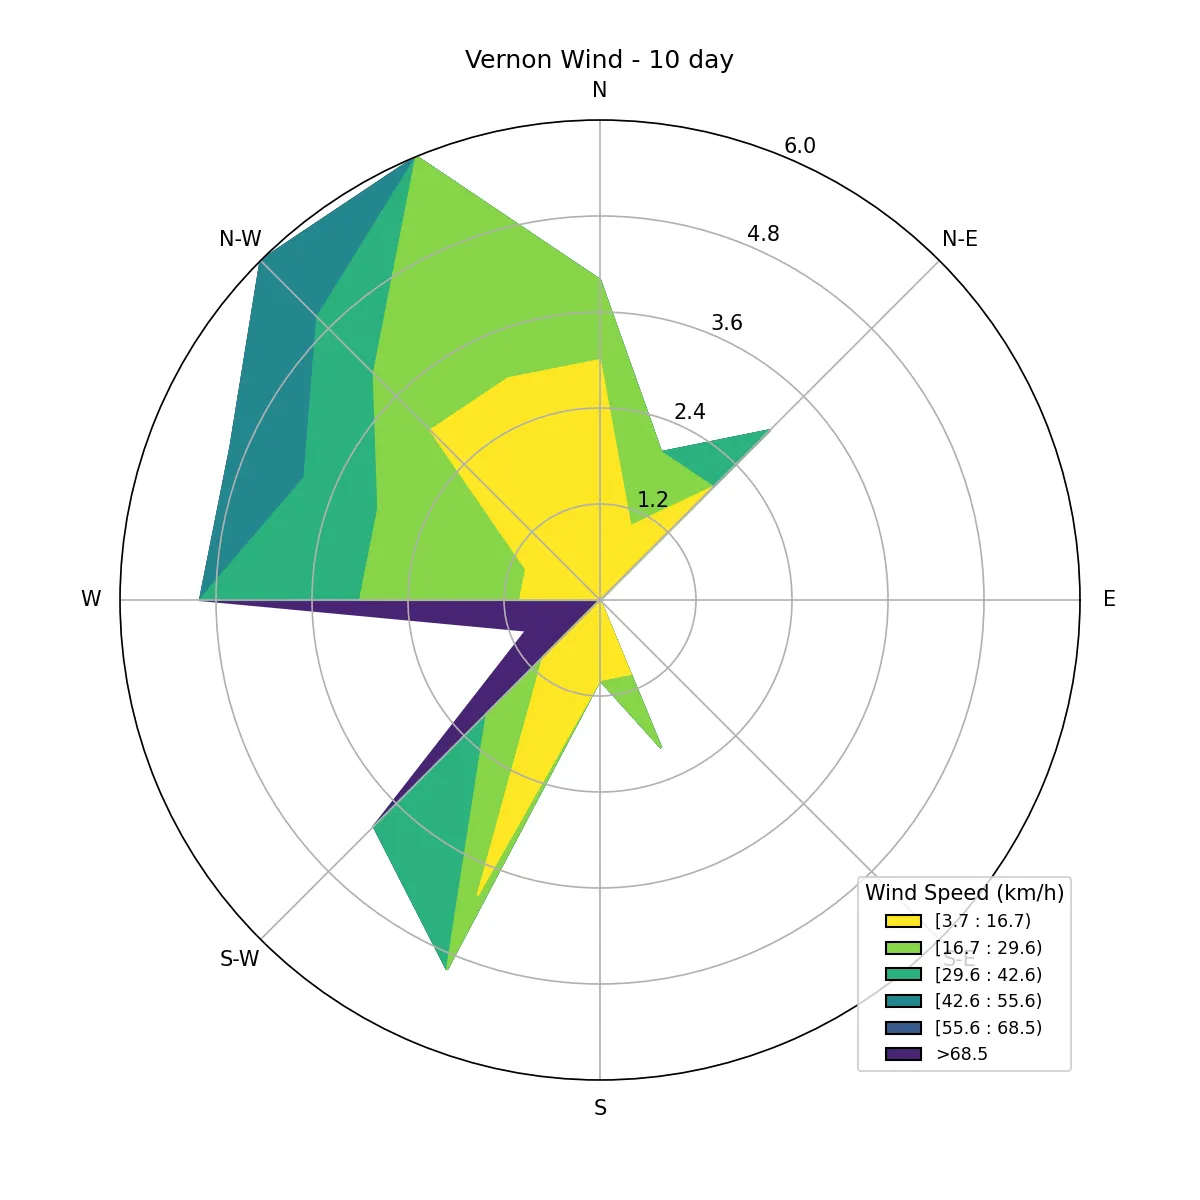 Vernon Wind - 10 day
N
6.0
N-W
4.8
N-E
3.6
2.4
1.2
W
E
S-W
S-E
S
Wind Speed (km/h)
[3.7 : 16.7)
[16.7 : 29.6)
[29.6 : 42.6)
[42.6 : 55.6)
[55.6 : 68.5)
>68.5